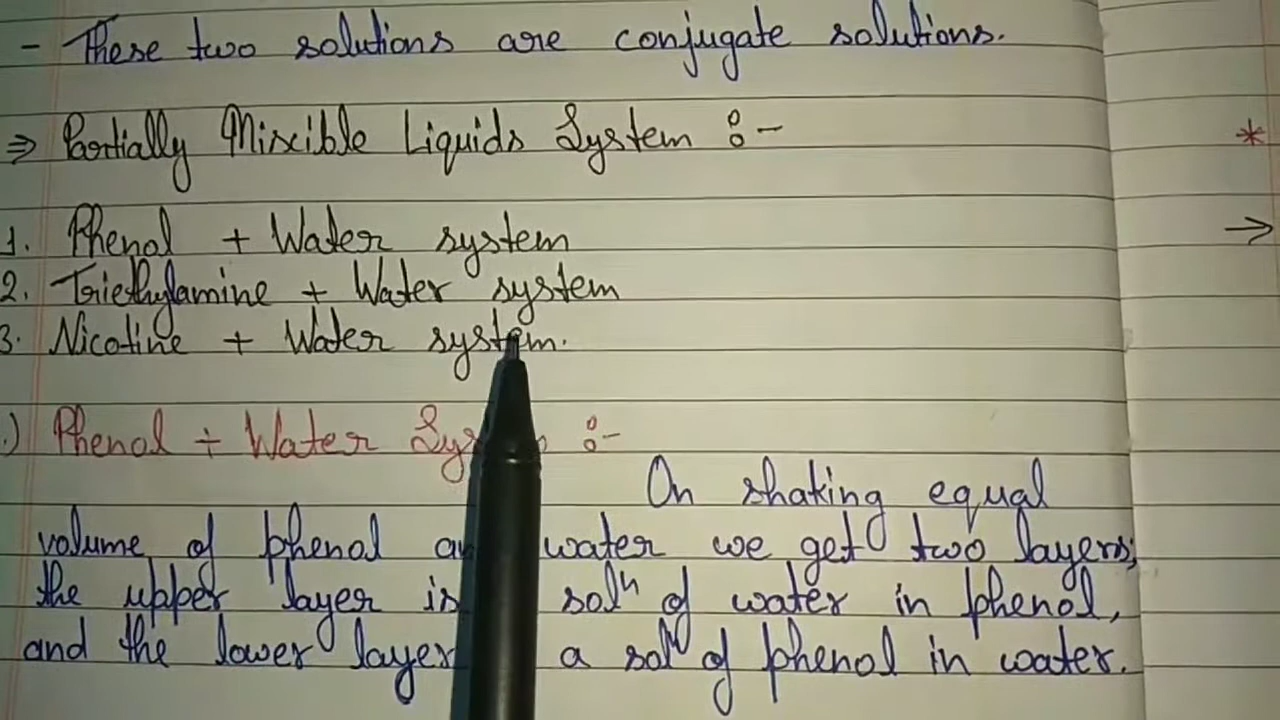 - These two solutions are conjugate solutions.
⇒ Partially Miscible Liquids System :-
*
1. Phenol + Water system
→
2. Triethylamine + Water system
3. Nicotine + Water system.
.) Phenol + Water Sys :-
On shaking equal
volume of phenol a water we get two layers;
the upper layer is solⁿ of water in phenol,
and the lower layer a solⁿ of phenol in water.